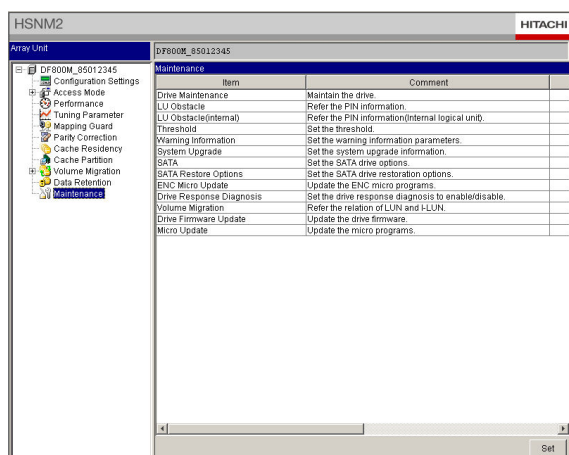 HSNM2
HITACHI
Array Unit
DF800M_85012345
DF800M_85012345
Configuration Settings
Access Mode
Performance
Tuning Parameter
Mapping Guard
Parity Correction
Cache Residency
Cache Partition
Volume Migration
Data Retention
Maintenance
Maintenance
Item Comment
Drive Maintenance Maintain the drive.
LU Obstacle Refer the PIN information.
LU Obstacle(internal) Refer the PIN information(Internal logical unit).
Threshold Set the threshold.
Warning Information Set the warning information parameters.
System Upgrade Set the system upgrade information.
SATA Set the SATA drive options.
SATA Restore Options Set the SATA drive restoration options.
ENC Micro Update Update the ENC micro programs.
Drive Response Diagnosis Set the drive response diagnosis to enable/disable.
Volume Migration Refer the relation of LUN and I-LUN.
Drive Firmware Update Update the drive firmware.
Micro Update Update the micro programs.
Set